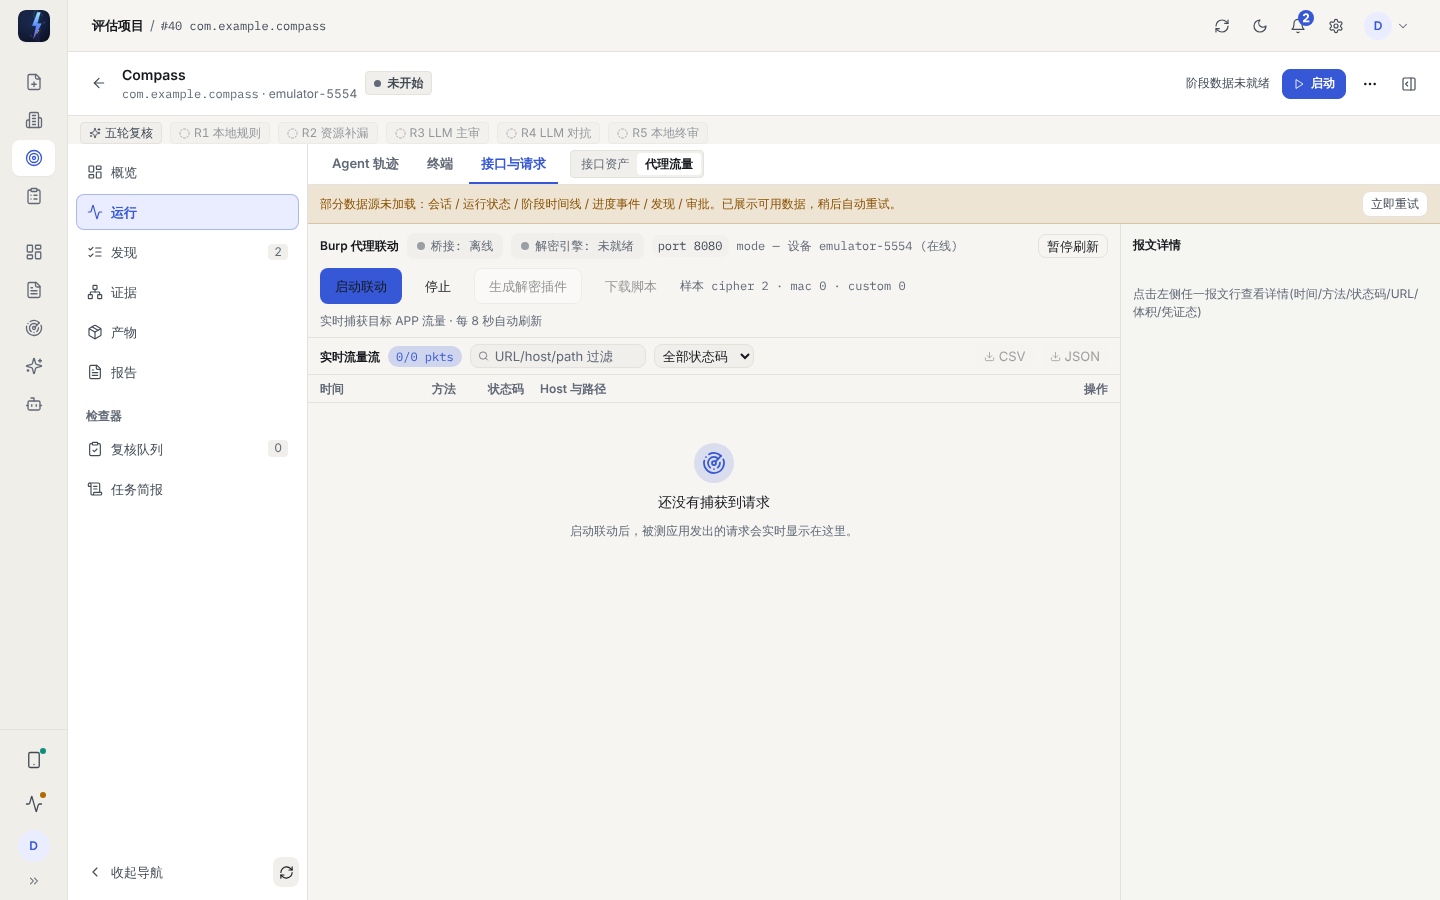 评估项目 / #40 com.example.compass
2
D
Compass
com.example.compass · emulator-5554
未开始
阶段数据未就绪
启动
五轮复核
R1 本地规则
R2 资源补漏
R3 LLM 主审
R4 LLM 对抗
R5 本地终审
概览
运行
发现 2
证据
产物
报告
检查器
复核队列 0
任务简报
收起导航
D
Agent 轨迹
终端
接口与请求
接口资产
代理流量
部分数据源未加载：会话 / 运行状态 / 阶段时间线 / 进度事件 / 发现 / 审批。已展示可用数据，稍后自动重试。
立即重试
Burp 代理联动
桥接: 离线
解密引擎: 未就绪
port 8080
mode — 设备 emulator-5554 (在线)
暂停刷新
启动联动
停止
生成解密插件
下载脚本
样本 cipher 2 · mac 0 · custom 0
实时捕获目标 APP 流量 · 每 8 秒自动刷新
实时流量流
0/0 pkts
URL/host/path 过滤
全部状态码
CSV
JSON
时间 方法 状态码 Host 与路径 操作
还没有捕获到请求
启动联动后，被测应用发出的请求会实时显示在这里。
报文详情
点击左侧任一报文行查看详情(时间/方法/状态码/URL/
体积/凭证态)